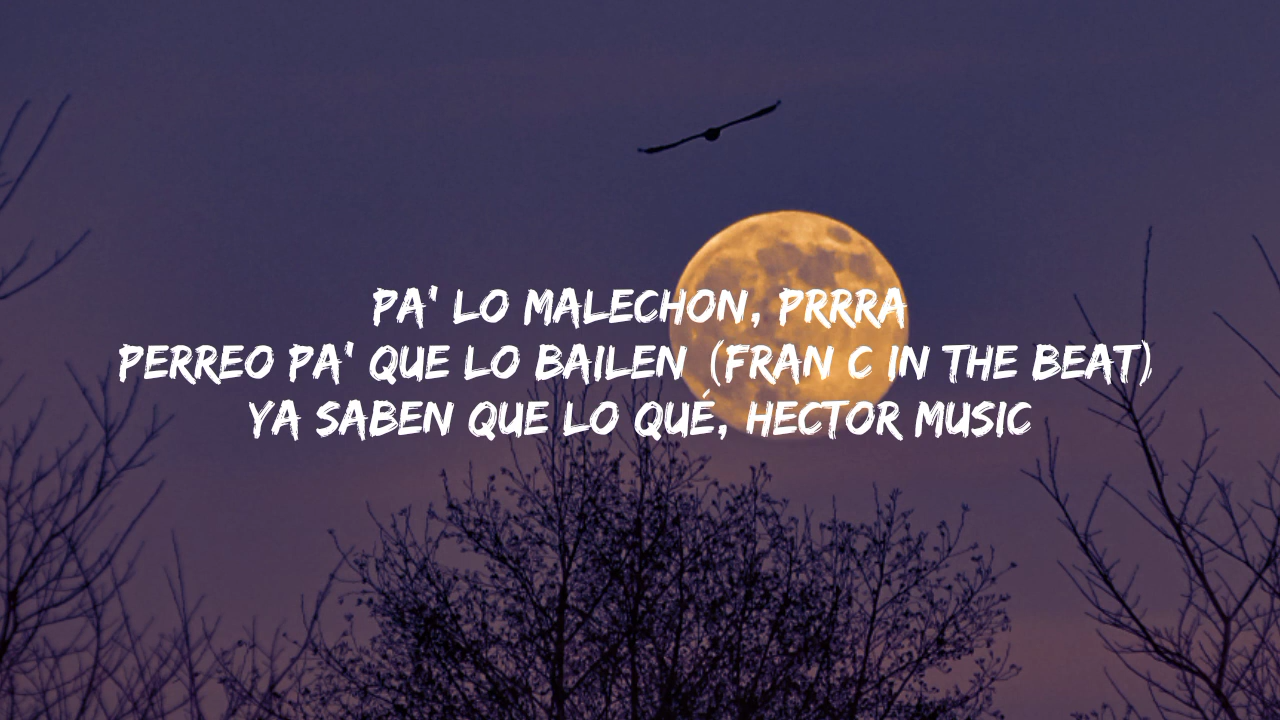 PA' LO MALECHON, PRRRA
PERREO PA' QUE LO BAILEN (FRAN C IN THE BEAT)
YA SABEN QUE LO QUÉ, HECTOR MUSIC